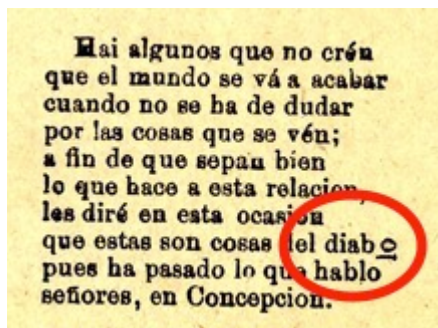 Hai algunos que no crén
que el mundo se vá a acabar
cuando no se ha de dudar
por las cosas que se vén;
a fin de que sepan bien
lo que hace a esta relacion,
les diré en esta ocasion
que estas son cosas del diablo
pues ha pasado lo que hablo
señores, en Concepcion.